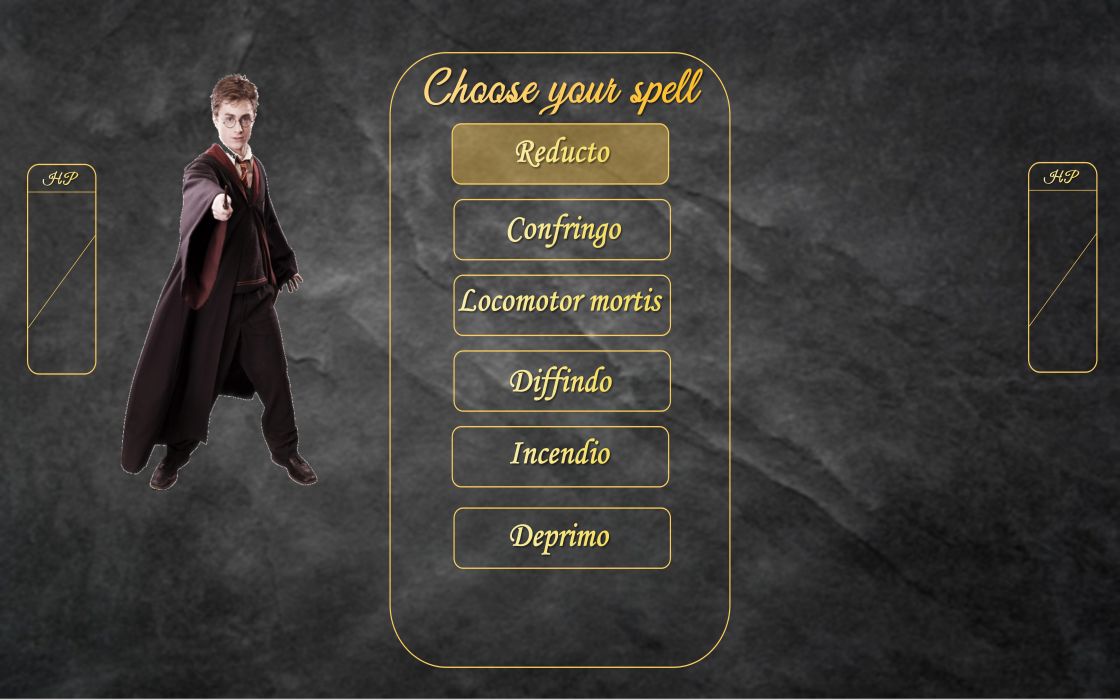 Choose your spell
HP
Reducto
HP
Confringo
Locomotor mortis
Diffindo
Incendio
Deprimo